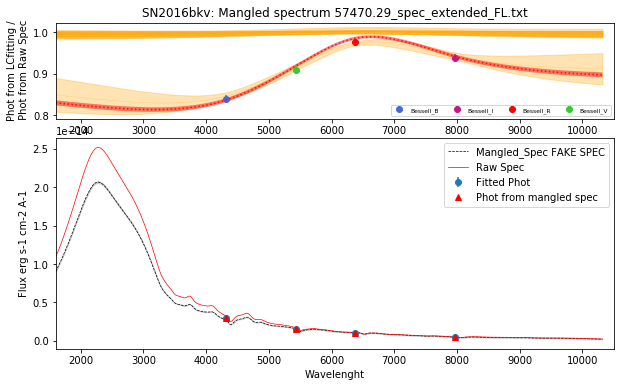 SN2016bkv: Mangled spectrum 57470.29_spec_extended_FL.txt
Phot from LCfitting /
Phot from Raw Spec
1.0
0.9
0.8
Bessell_B
Bessell_I
Bessell_R
Bessell_V
2000 3000 4000 5000 6000 7000 8000 9000 10000
1e−14
Flux erg s-1 cm-2 A-1
2.5
2.0
1.5
1.0
0.5
0.0
Mangled_Spec FAKE SPEC
Raw Spec
Fitted Phot
Phot from mangled spec
2000 3000 4000 5000 6000 7000 8000 9000 10000
Wavelenght